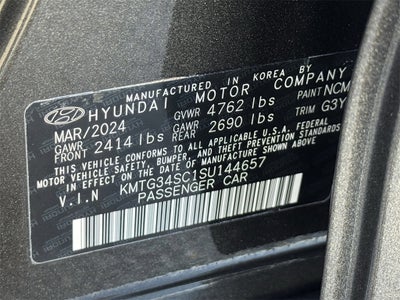 MANUFACTURED IN KOREA BY
HYUNDAI MOTOR COMPANY
MAR/2024 GVWR 4762 lbs PAINT NCM
GAWR FRONT 2414 lbs GAWR REAR 2690 lbs TRIM G3Y
THIS VEHICLE CONFORMS TO ALL APPLICABLE U.S.A. FEDERAL
MOTOR VEHICLE SAFETY, BUMPER, AND THEFT PREVENTION STANDARDS
IN EFFECT ON THE DATE OF MANUFACTURE SHOWN ABOVE.
V.I.N KMTG34SC1SU144657
PASSENGER CAR